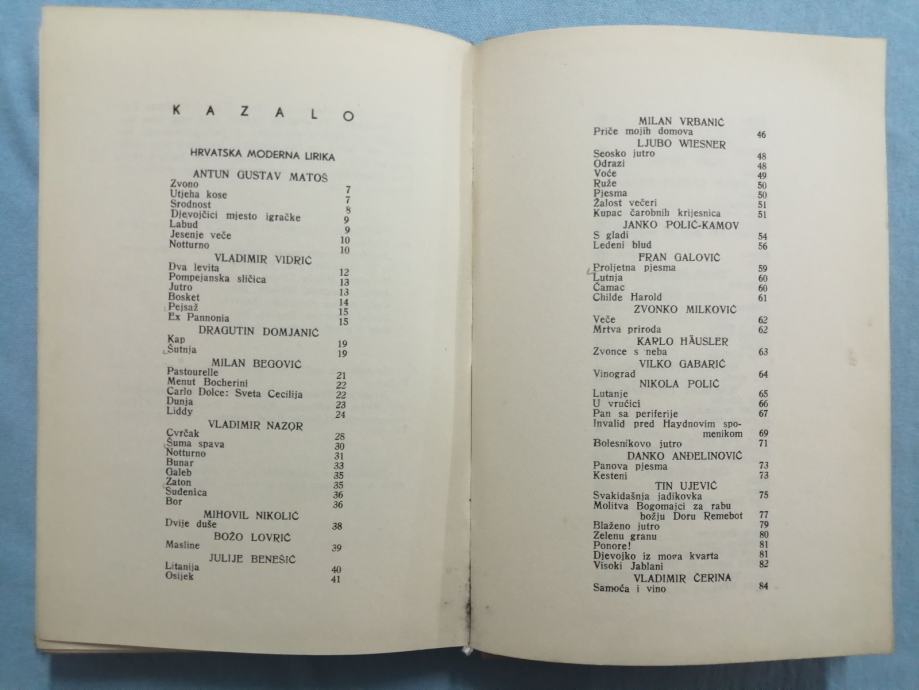 KAZALO
HRVATSKA MODERNA LIRIKA
ANTUN GUSTAV MATOŠ
Zvono 7
Utjeha kose 7
Srodnost 8
Djevojčici mjesto igračke 9
Labud 9
Jesenje veče 10
Notturno 10
VLADIMIR VIDRIĆ
Dva levita 12
Pompejanska sličica 13
Jutro 13
Bosket 14
Pejsaž 15
Ex Pannonia 15
DRAGUTIN DOMJANIĆ
Kap 19
Šutnja 19
MILAN BEGOVIĆ
Pastourelle 21
Menut Bocherini 22
Carlo Dolce: Sveta Cecilija 22
Dunja 23
Liddy 24
VLADIMIR NAZOR
Cvrčak 28
Šuma spava 30
Notturno 31
Bunar 33
Galeb 35
Zaton 35
Suđenica 36
Bor 36
MIHOVIL NIKOLIĆ
Dvije duše 38
BOŽO LOVRIĆ
Masline 39
JULIJE BENEŠIĆ
Litanija 40
Osijek 41
MILAN VRBANIĆ
Priče mojih domova 46
LJUBO WIESNER
Seosko jutro 48
Odrazi 48
Voće 49
Ruže 50
Pjesma 50
Žalost večeri 51
Kupac čarobnih krijesnica 51
JANKO POLIĆ-KAMOV
S gladi 54
Ledeni blud 56
FRAN GALOVIĆ
Proljetna pjesma 59
Lutnja 60
Čamac 60
Childe Harold 61
ZVONKO MILKOVIĆ
Veče 62
Mrtva priroda 62
KARLO HÄUSLER
Zvonce s neba 63
VILKO GABARIĆ
Vinograd 64
NIKOLA POLIĆ
Lutanje 65
U vrućici 66
Pan sa periferije 67
Invalid pred Haydnovim spo-
menikom 69
Bolesnikovo jutro 71
DANKO ANĐELINOVIĆ
Panova pjesma 73
Kesteni 73
TIN UJEVIĆ
Svakidašnja jadikovka 75
Molitva Bogomajci za rabu
božju Doru Remebot 77
Blaženo jutro 79
Zelenu granu 80
Ponore! 81
Djevojko iz moga kvarta 81
Visoki Jablani 82
VLADIMIR ČERINA
Samoća i vino 84